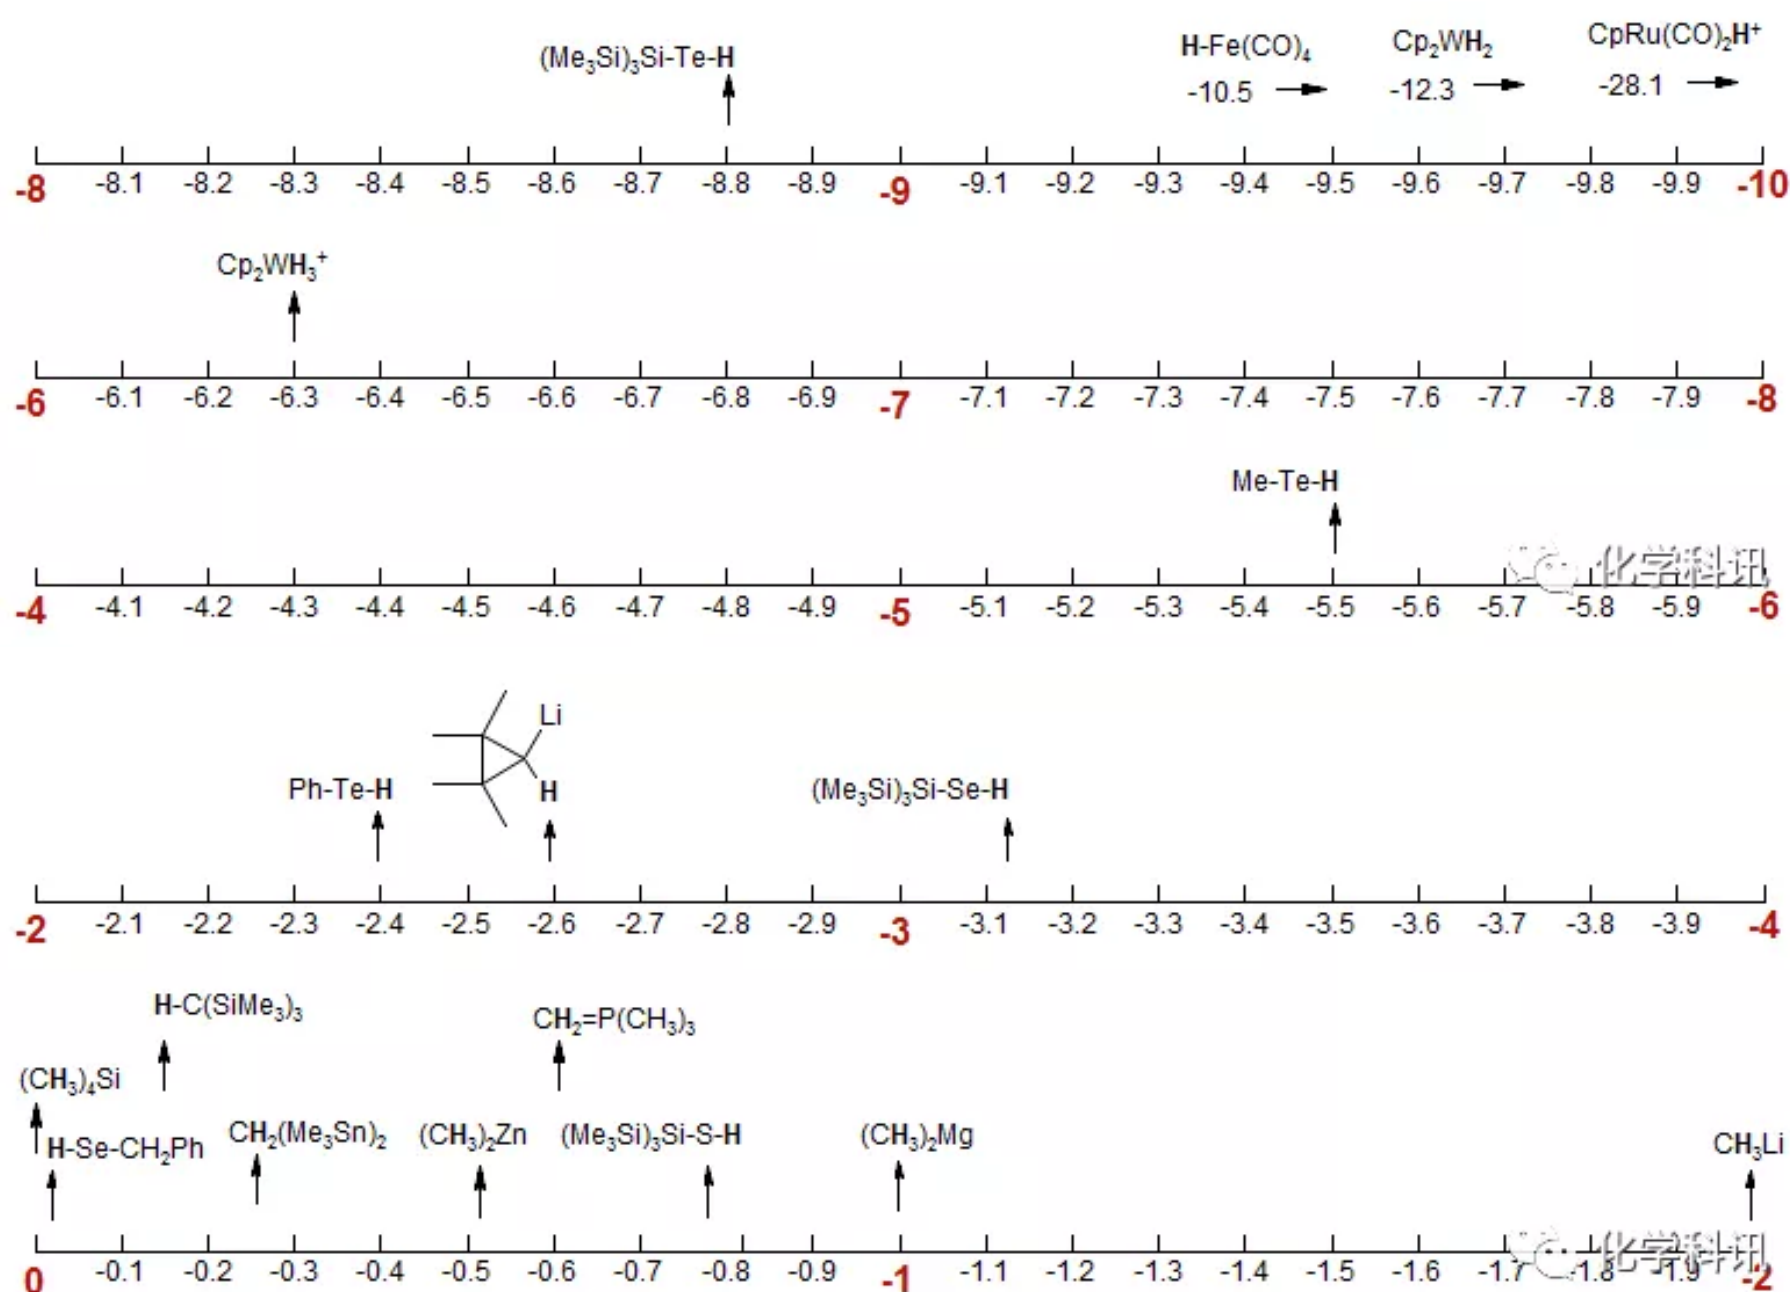 (Me₃Si)₃Si-Te-H
H-Fe(CO)₄
Cp₂WH₂
CpRu(CO)₂H⁺
-10.5
-12.3
-28.1
-8 -8.1 -8.2 -8.3 -8.4 -8.5 -8.6 -8.7 -8.8 -8.9 -9 -9.1 -9.2 -9.3 -9.4 -9.5 -9.6 -9.7 -9.8 -9.9 -10
Cp₂WH₃⁺
-6 -6.1 -6.2 -6.3 -6.4 -6.5 -6.6 -6.7 -6.8 -6.9 -7 -7.1 -7.2 -7.3 -7.4 -7.5 -7.6 -7.7 -7.8 -7.9 -8
Me-Te-H
化学科讯
-4 -4.1 -4.2 -4.3 -4.4 -4.5 -4.6 -4.7 -4.8 -4.9 -5 -5.1 -5.2 -5.3 -5.4 -5.5 -5.6 -5.7 -5.8 -5.9 -6
Li
Ph-Te-H
H
(Me₃Si)₃Si-Se-H
-2 -2.1 -2.2 -2.3 -2.4 -2.5 -2.6 -2.7 -2.8 -2.9 -3 -3.1 -3.2 -3.3 -3.4 -3.5 -3.6 -3.7 -3.8 -3.9 -4
H-C(SiMe₃)₃
CH₂=P(CH₃)₃
(CH₃)₄Si
H-Se-CH₂Ph
CH₂(Me₃Sn)₂
(CH₃)₂Zn
(Me₃Si)₃Si-S-H
(CH₃)₂Mg
CH₃Li
化学科讯
0 -0.1 -0.2 -0.3 -0.4 -0.5 -0.6 -0.7 -0.8 -0.9 -1 -1.1 -1.2 -1.3 -1.4 -1.5 -1.6 -1.7 -1.8 -1.9 -2